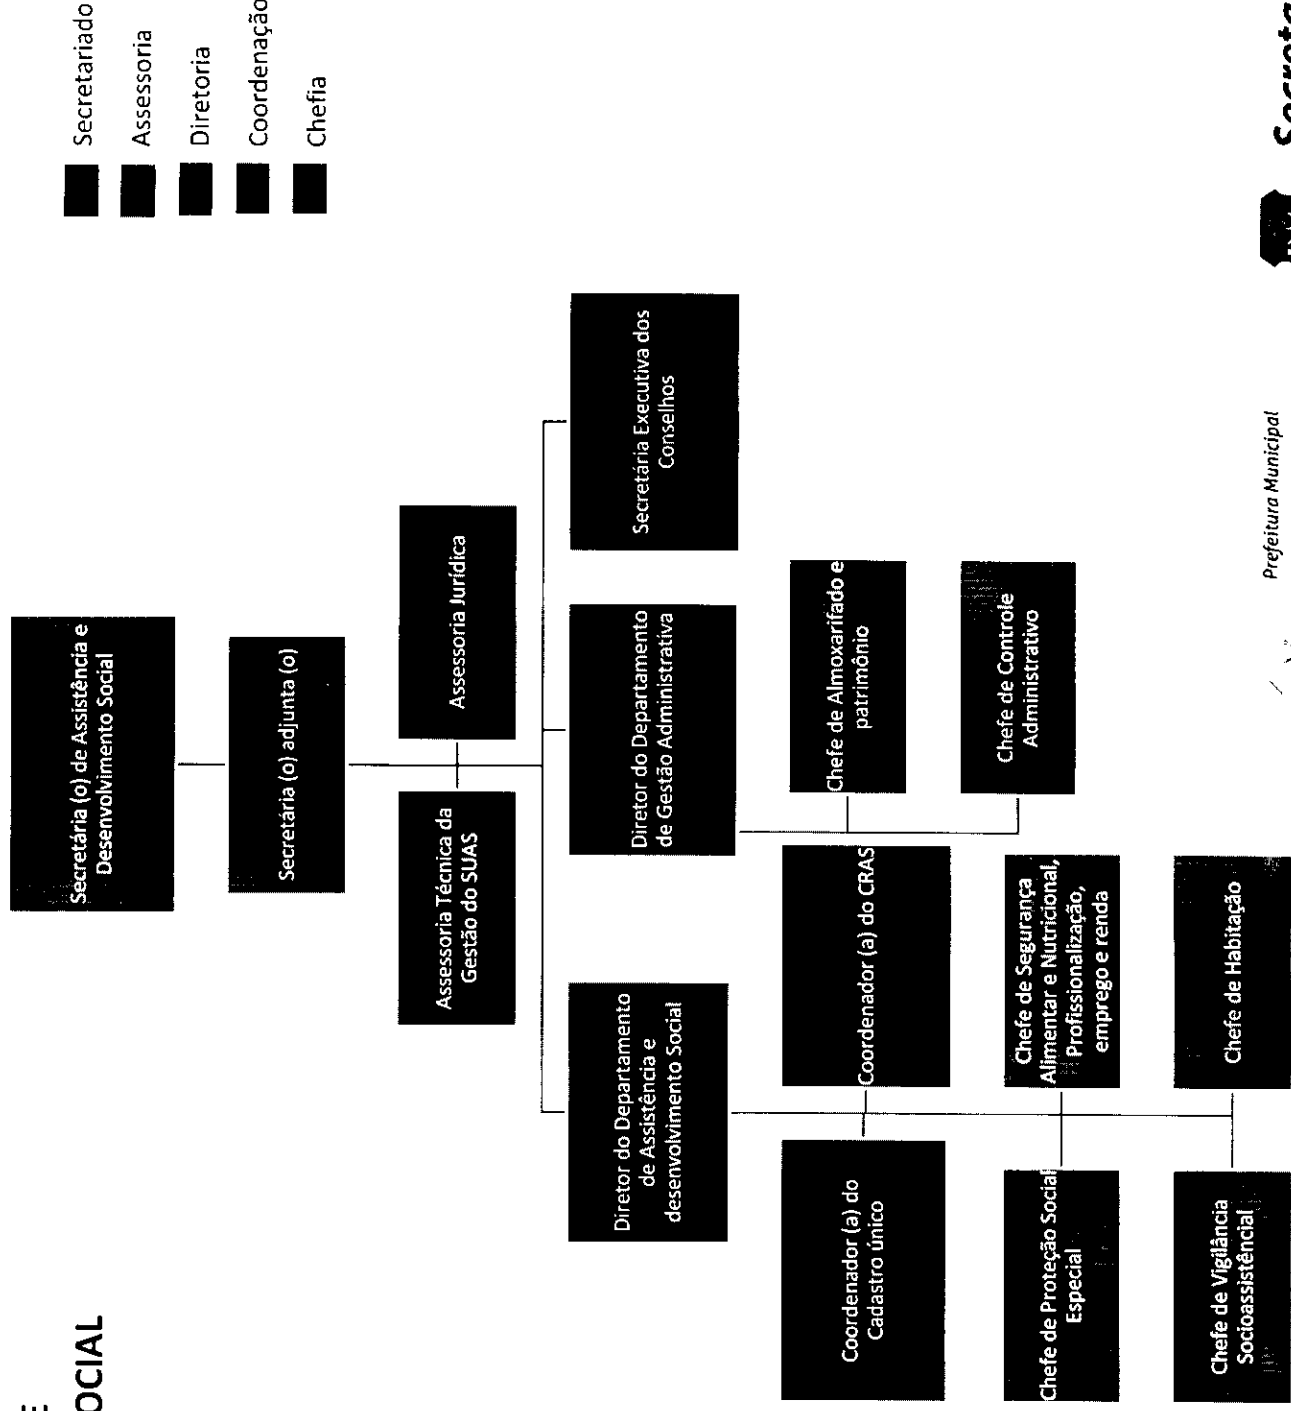 E
OCIAL
Secretariado
Assessoria
Diretoria
Coordenação
Chefia
Secretária (o) de Assistência e
Desenvolvimento Social
Secretária (o) adjunta (o)
Assessoria Técnica da
Gestão do SUAS
Assessoria Jurídica
Diretor do Departamento
de Assistência e
desenvolvimento Social
Diretor do Departamento
de Gestão Administrativa
Secretária Executiva dos
Conselhos
Coordenador (a) do
Cadastro único
Coordenador (a) do CRAS
Chefe de Almoxarifado e
patrimônio
Chefe de Proteção Social
Especial
Chefe de Segurança
Alimentar e Nutricional,
Profissionalização,
emprego e renda
Chefe de Controle
Administrativo
Chefe de Vigilância
Socioassistêncial
Chefe de Habitação
Prefeitura Municipal